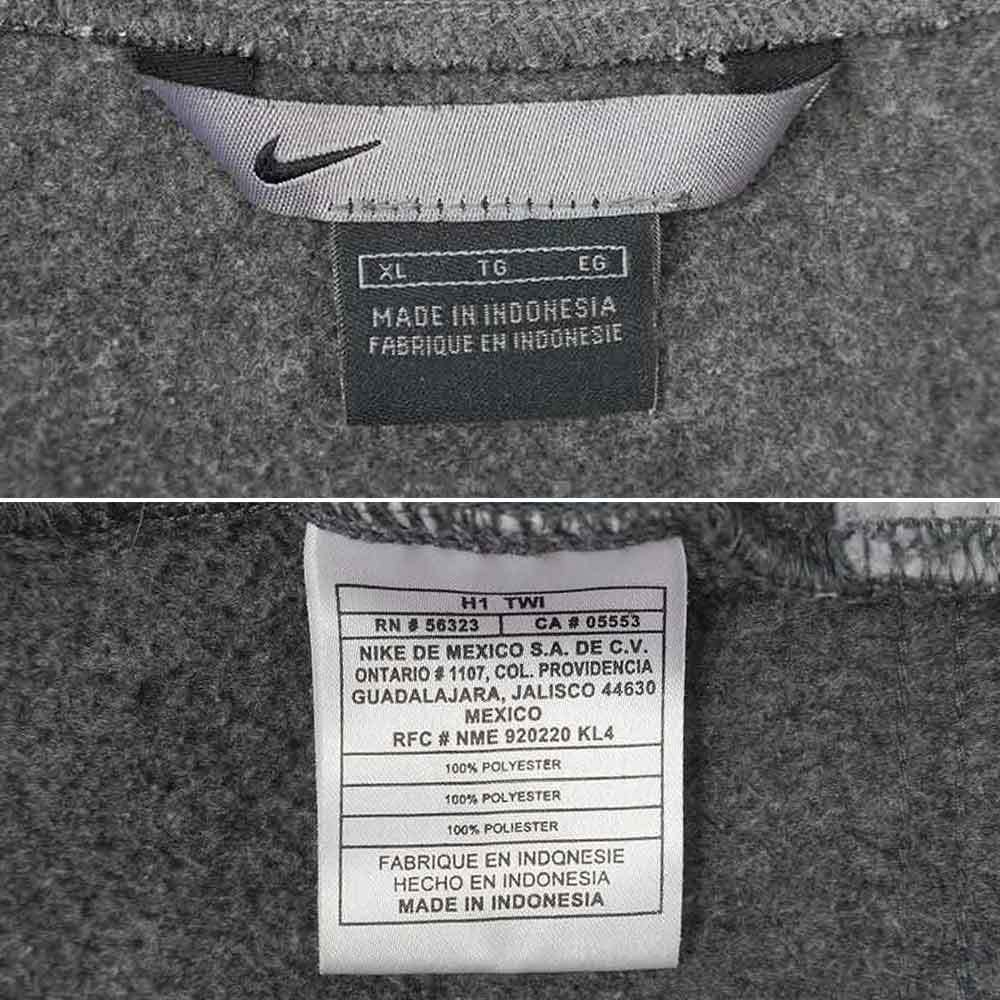 XL TG EG
MADE IN INDONESIA
FABRIQUE EN INDONESIE
H1 TWI
RN # 56323 CA # 05553
NIKE DE MEXICO S.A. DE C.V.
ONTARIO # 1107, COL. PROVIDENCIA
GUADALAJARA, JALISCO 44630
MEXICO
RFC # NME 920220 KL4
100% POLYESTER
100% POLYESTER
100% POLIESTER
FABRIQUE EN INDONESIE
HECHO EN INDONESIA
MADE IN INDONESIA